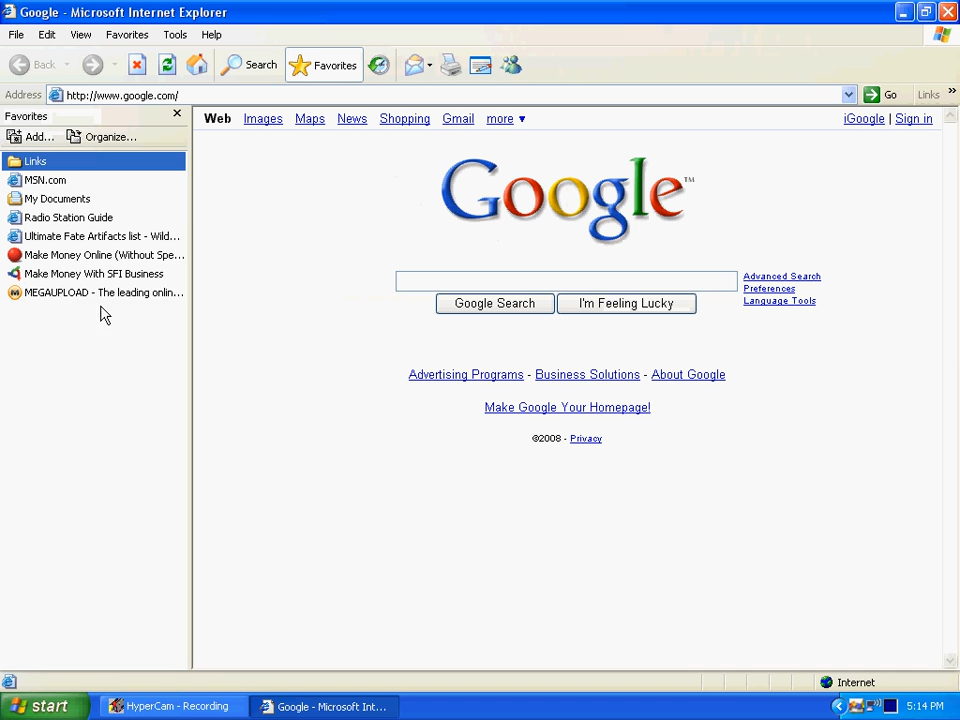 Google - Microsoft Internet Explorer
File Edit View Favorites Tools Help
Back Search Favorites
Address http://www.google.com/ Go Links »
Favorites
Add... Organize...
Links
MSN.com
My Documents
Radio Station Guide
Ultimate Fate Artifacts list - Wild...
Make Money Online (Without Spe...
Make Money With SFI Business
MEGAUPLOAD - The leading onlin...
Web Images Maps News Shopping Gmail more ▼ iGoogle | Sign in
Google™
Advanced Search
Preferences
Language Tools
Google Search I'm Feeling Lucky
Advertising Programs - Business Solutions - About Google
Make Google Your Homepage!
©2008 - Privacy
Internet
start HyperCam - Recording Google - Microsoft Int... 5:14 PM